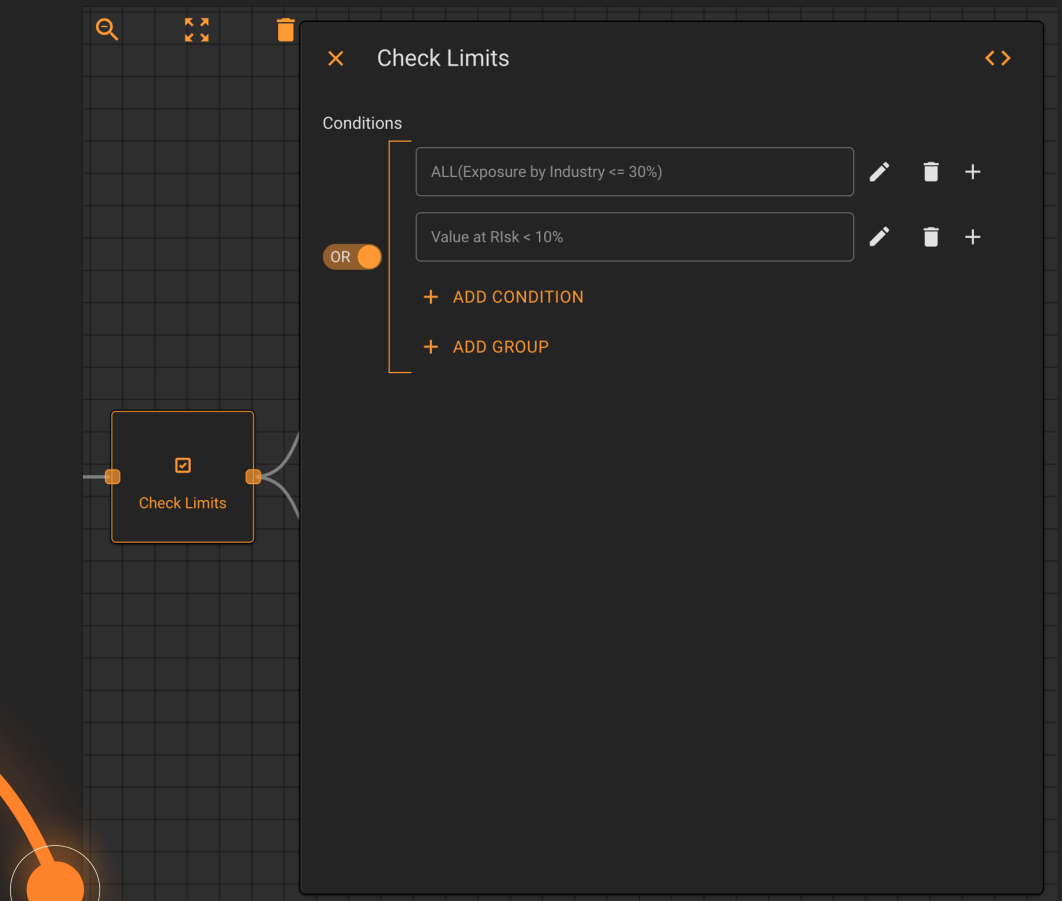 Check Limits
Conditions
ALL(Exposure by Industry <= 30%)
Value at RIsk < 10%
OR
ADD CONDITION
ADD GROUP
Check Limits